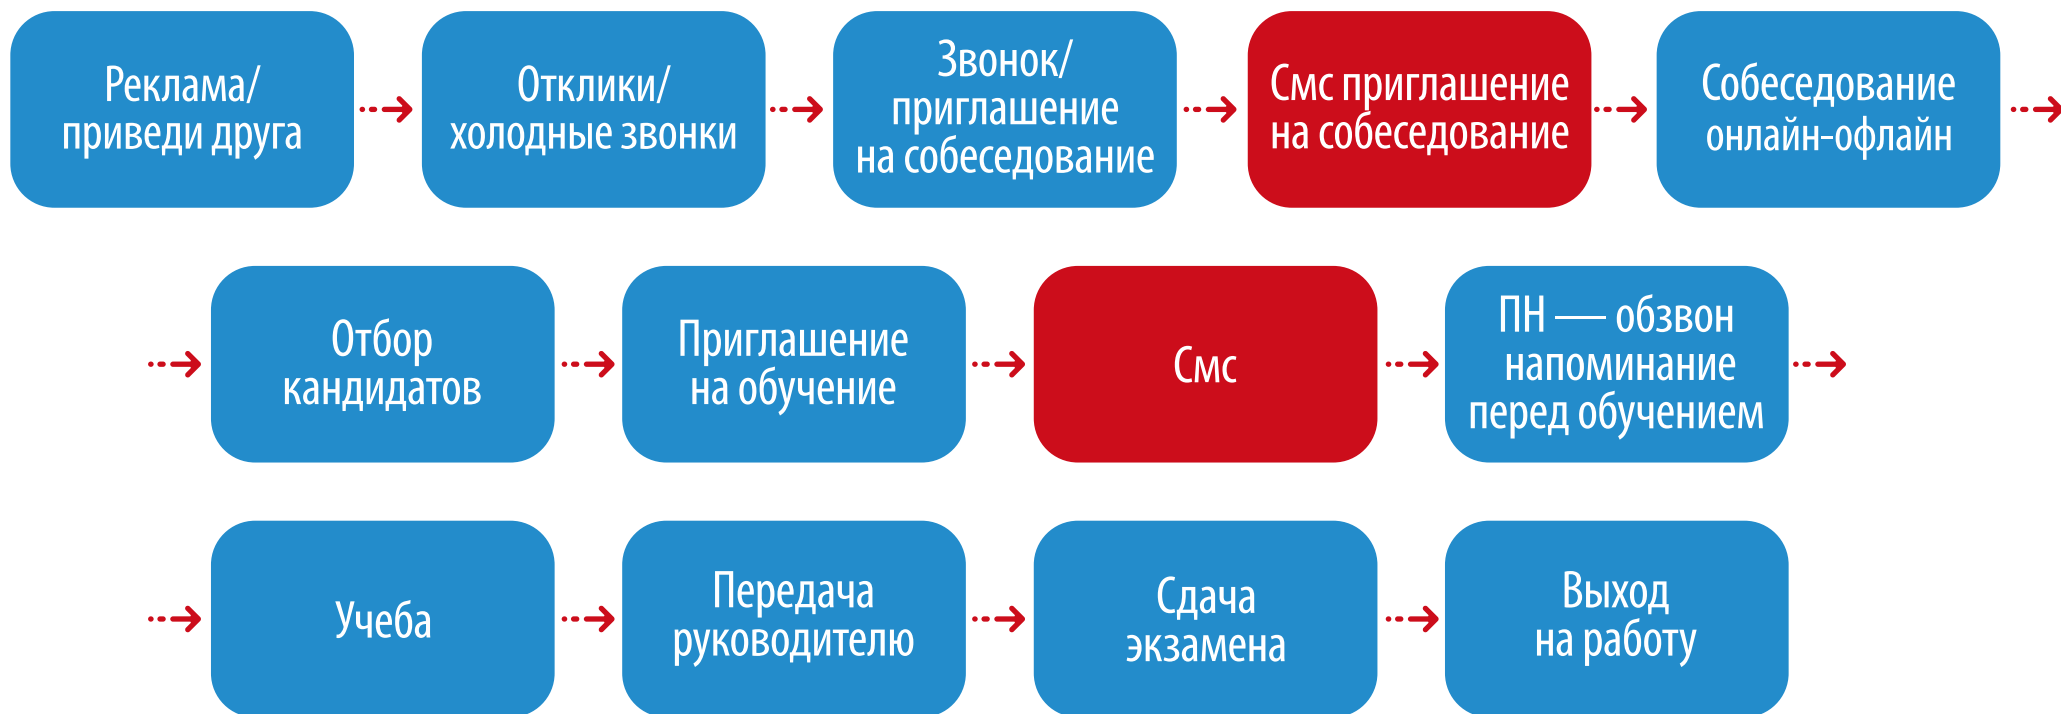 Реклама/
приведи друга
Отклики/
холодные звонки
Звонок/
приглашение
на собеседование
Смс приглашение
на собеседование
Собеседование
онлайн-офлайн
Отбор
кандидатов
Приглашение
на обучение
Смс
ПН — обзвон
напоминание
перед обучением
Учеба
Передача
руководителю
Сдача
экзамена
Выход
на работу